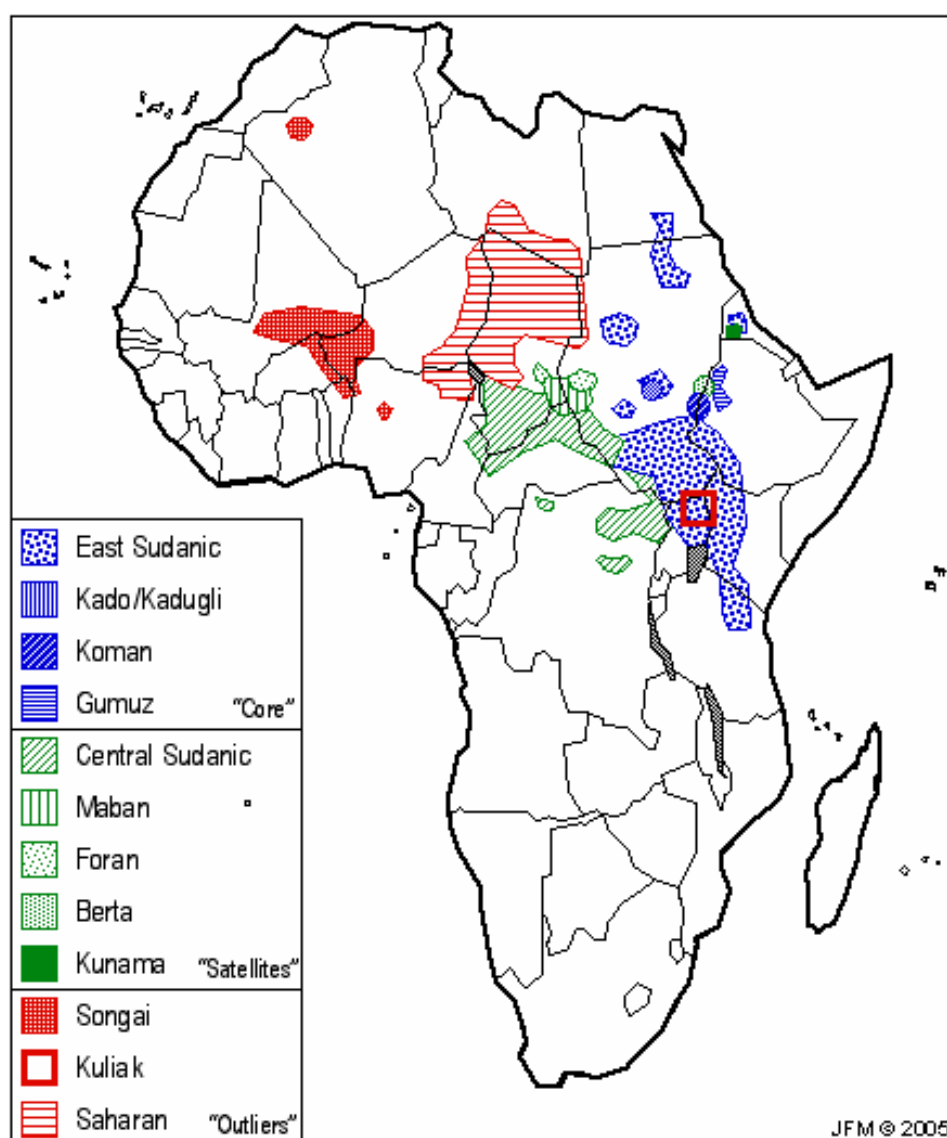 East Sudanic
Kado/Kadugli
Koman
Gumuz "Core"
Central Sudanic
Maban
Foran
Berta
Kunama "Satellites"
Songai
Kuliak
Saharan "Outliers"
JFM © 2005